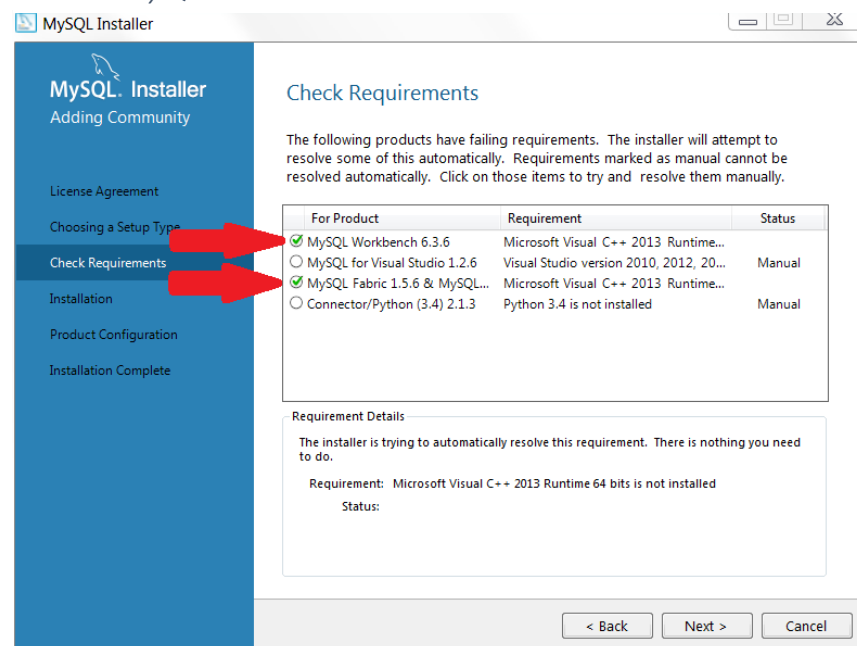 MySQL Installer
MySQL. Installer
Adding Community
License Agreement
Choosing a Setup Type
Check Requirements
Installation
Product Configuration
Installation Complete
Check Requirements
The following products have failing requirements. The installer will attempt to
resolve some of this automatically. Requirements marked as manual cannot be
resolved automatically. Click on those items to try and resolve them manually.
For Product Requirement Status
MySQL Workbench 6.3.6 Microsoft Visual C++ 2013 Runtime...
MySQL for Visual Studio 1.2.6 Visual Studio version 2010, 2012, 20... Manual
MySQL Fabric 1.5.6 & MySQL... Microsoft Visual C++ 2013 Runtime...
Connector/Python (3.4) 2.1.3 Python 3.4 is not installed Manual
Requirement Details
The installer is trying to automatically resolve this requirement. There is nothing you need
to do.
Requirement: Microsoft Visual C++ 2013 Runtime 64 bits is not installed
Status:
< Back Next > Cancel